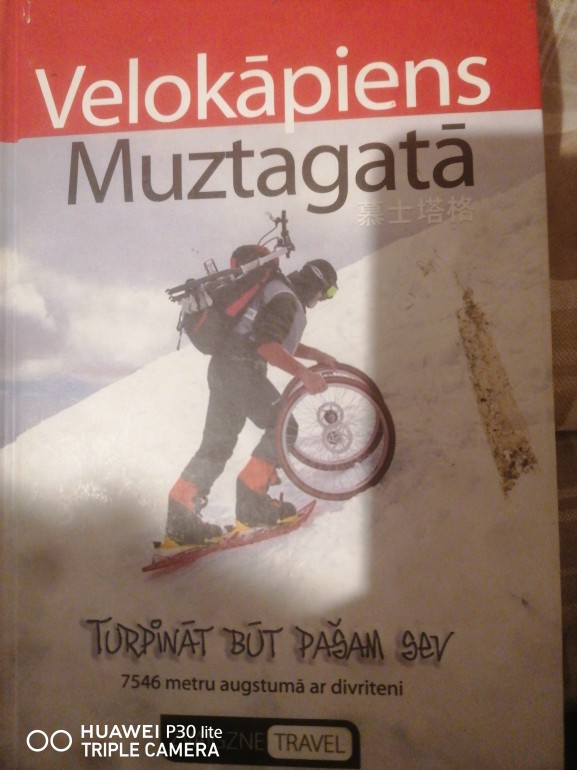 Velokāpiens
Muztagatā
慕士塔格
TURPINĀT BŪT PAŠAM SEV
7546 metru augstumā ar divriteni
TRAVEL
HUAWEI P30 lite
TRIPLE CAMERA